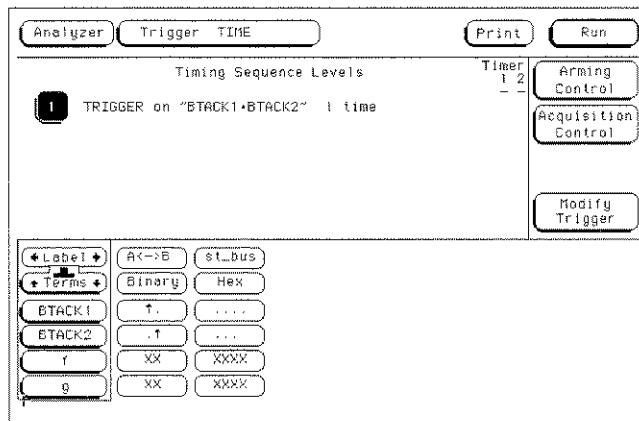 Analyzer Trigger TIME Print Run
Timing Sequence Levels
Timer
1 2
Arming
Control
1 TRIGGER on "BTACK1+BTACK2" 1 time
Acquisition
Control
Modify
Trigger
Label A<->B st_bus
Terms Binary Hex
BTACK1 ↑. ....
BTACK2 .↑ ....
f XX XXXX
g XX XXXX